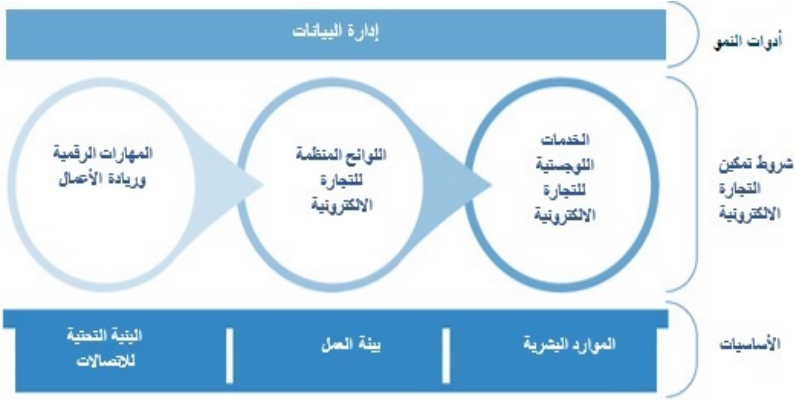 إدارة البيانات
أدوات النمو
الخدمات
اللوجستية
للتجارة
الالكترونية
اللوائح المنظمة
للتجارة
الالكترونية
المهارات الرقمية
وريادة الأعمال
شروط تمكين
التجارة
الالكترونية
الموارد البشرية
بيئة العمل
البنية التحتية
للاتصالات
الأساسيات